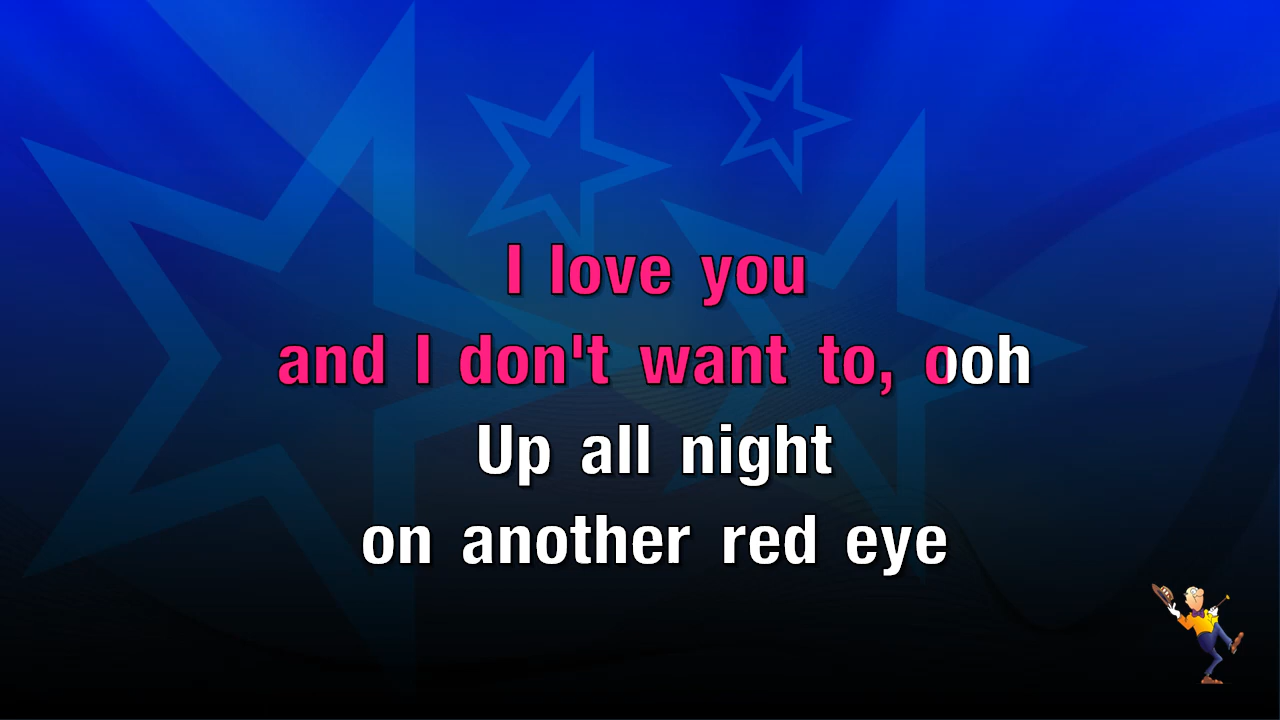 I love you
and I don't want to, ooh
Up all night
on another red eye